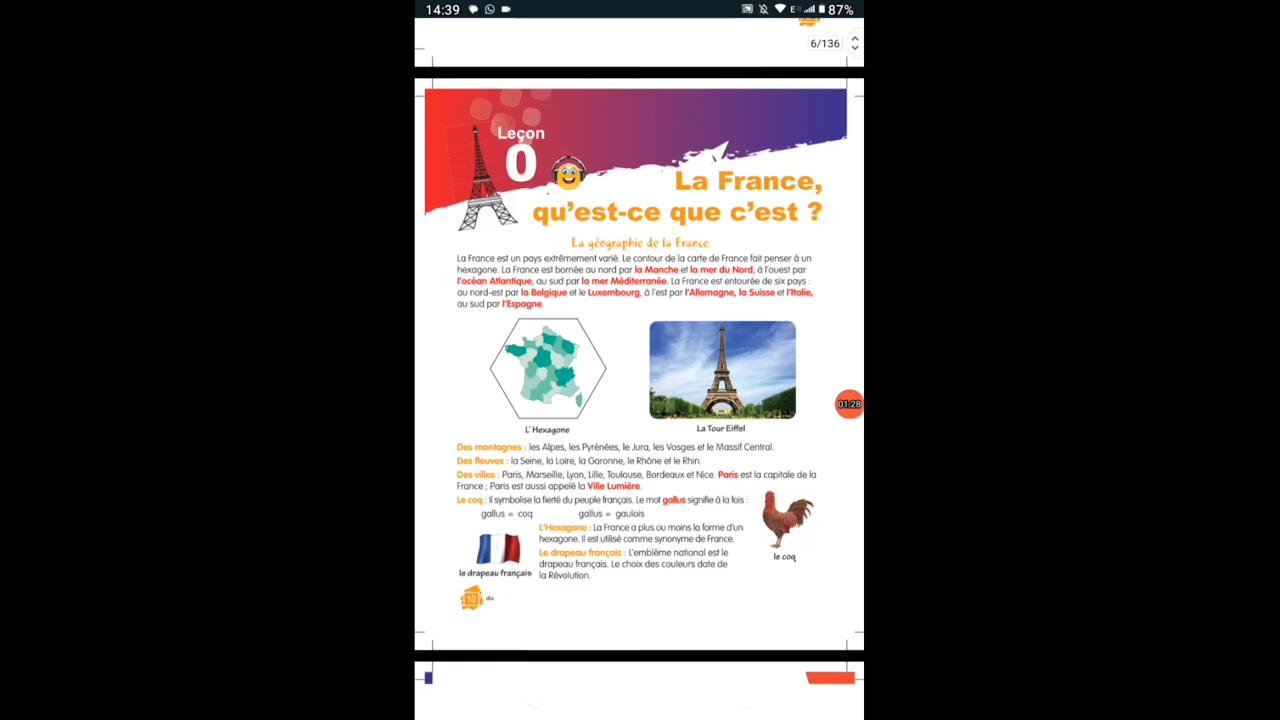 14:39
87%
6/136
Leçon
0
La France,
qu'est-ce que c'est ?
La géographie de la France
La France est un pays extrêmement varié. Le contour de la carte de France fait penser à un
hexagone. La France est bornée au nord par la Manche et la mer du Nord, à l'ouest par
l'océan Atlantique, au sud par la mer Méditerranée. La France est entourée de six pays :
au nord-est par la Belgique et le Luxembourg, à l'est par l'Allemagne, la Suisse et l'Italie,
au sud par l'Espagne.
L' Hexagone
La Tour Eiffel
Des montagnes : les Alpes, les Pyrénées, le Jura, les Vosges et le Massif Central.
Des fleuves : la Seine, la Loire, la Garonne, le Rhône et le Rhin.
Des villes : Paris, Marseille, Lyon, Lille, Toulouse, Bordeaux et Nice. Paris est la capitale de la
France ; Paris est aussi appelé la Ville Lumière.
Le coq : Il symbolise la fierté du peuple français. Le mot gallus signifie à la fois :
gallus = coq gallus = gaulois
L'Hexagone : La France a plus ou moins la forme d'un
hexagone. Il est utilisé comme synonyme de France.
Le drapeau français : L'emblème national est le
drapeau français. Le choix des couleurs date de
la Révolution.
le drapeau français
le coq
10 dix
01:28